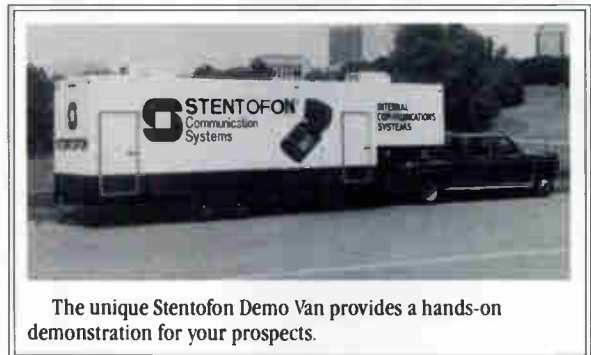 STENTOFON
Communication
Systems
INTERNAL
COMMUNICATIONS
SYSTEMS
The unique Stentofon Demo Van provides a hands-on
demonstration for your prospects.